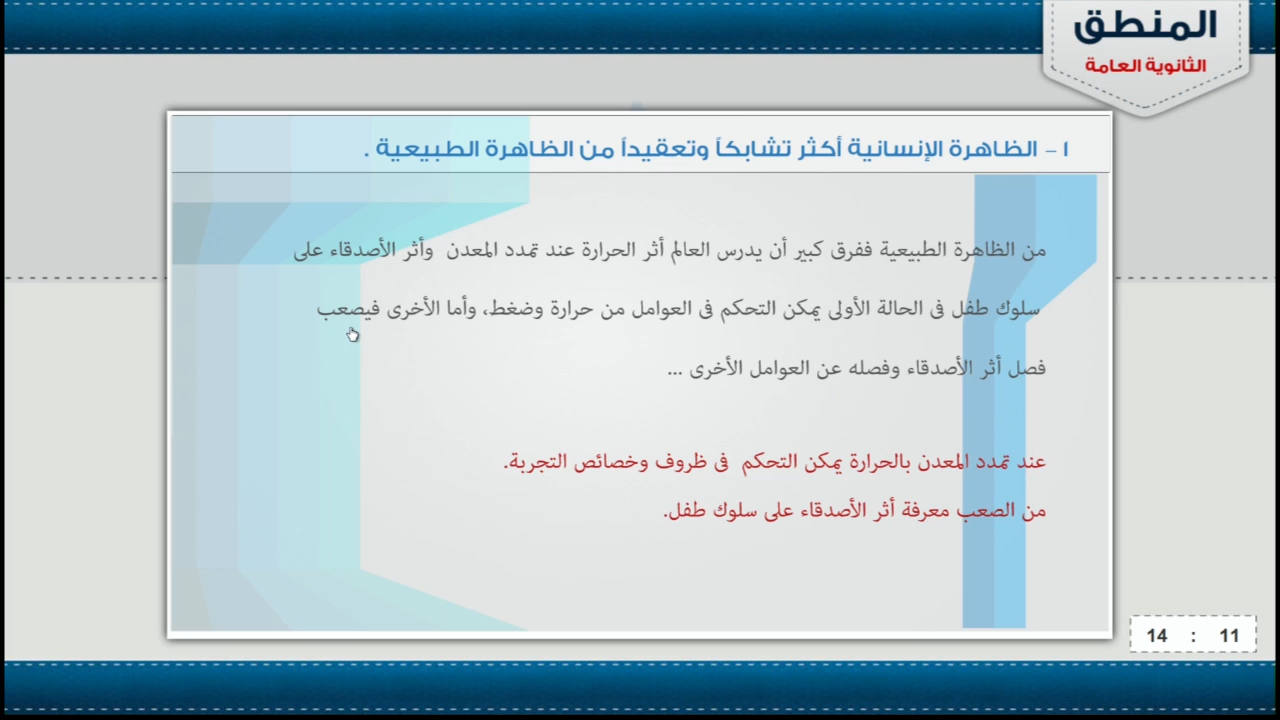 المنطق
الثانوية العامة
١ - الظاهرة الإنسانية أكثر تشابكاً وتعقيداً من الظاهرة الطبيعية .
من الظاهرة الطبيعية ففرق كبير أن يدرس العالم أثر الحرارة عند تمدد المعدن وأثر الأصدقاء على
سلوك طفل فى الحالة الأولى يمكن التحكم فى العوامل من حرارة وضغط، وأما الأخرى فيصعب
فصل أثر الأصدقاء وفصله عن العوامل الأخرى ...
عند تمدد المعدن بالحرارة يمكن التحكم فى ظروف وخصائص التجربة.
من الصعب معرفة أثر الأصدقاء على سلوك طفل.
14 : 11